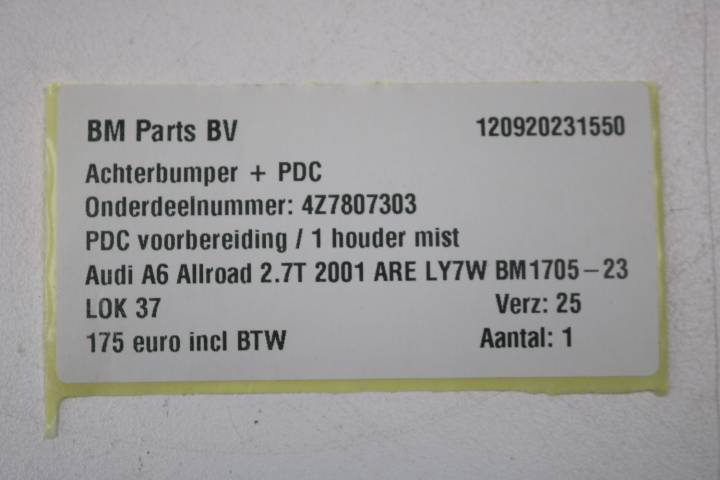 BM Parts BV 120920231550
Achterbumper + PDC
Onderdeelnummer: 4Z7807303
PDC voorbereiding / 1 houder mist
Audi A6 Allroad 2.7T 2001 ARE LY7W BM1705-23
LOK 37 Verz: 25
175 euro incl BTW Aantal: 1